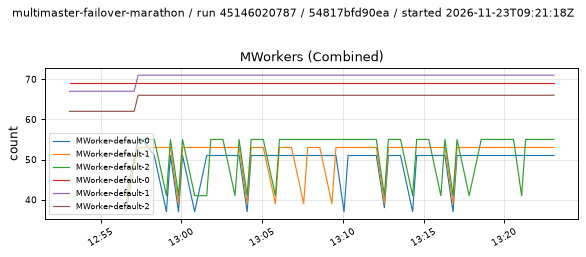 multimaster-failover-marathon / run 45146020787 / 54817bfd90ea / started 2026-11-23T09:21:18Z
MWorkers (Combined)
count
70
60
50
40
MWorker-default-0
MWorker-default-1
MWorker-default-2
MWorker-default-0
MWorker-default-1
MWorker-default-2
12:55
13:00
13:05
13:10
13:15
13:20